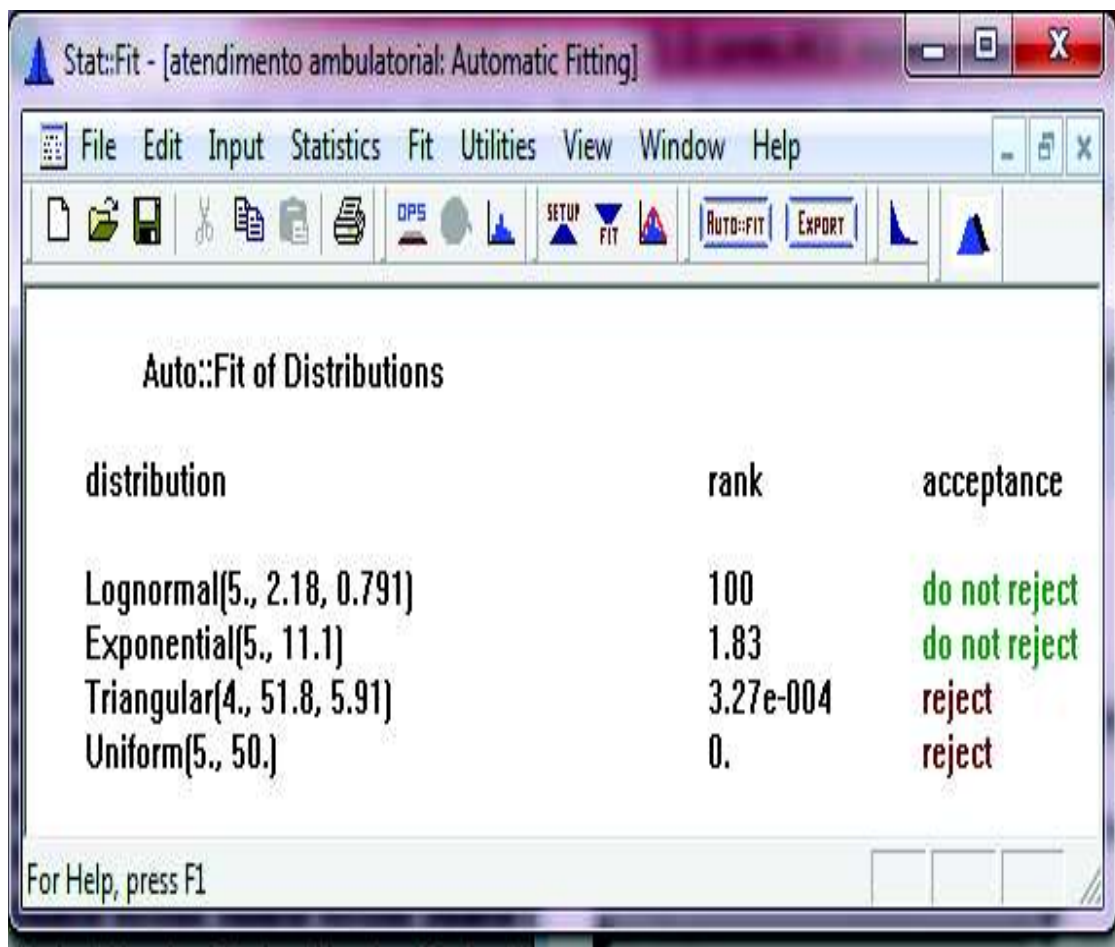 Stat::Fit - [atendimento ambulatorial: Automatic Fitting]
File Edit Input Statistics Fit Utilities View Window Help
DPS SETUP FIT AUTO::FIT EXPORT
Auto::Fit of Distributions
distribution rank acceptance
Lognormal(5., 2.18, 0.791) 100 do not reject
Exponential(5., 11.1) 1.83 do not reject
Triangular(4., 51.8, 5.91) 3.27e-004 reject
Uniform(5., 50.) 0. reject
For Help, press F1